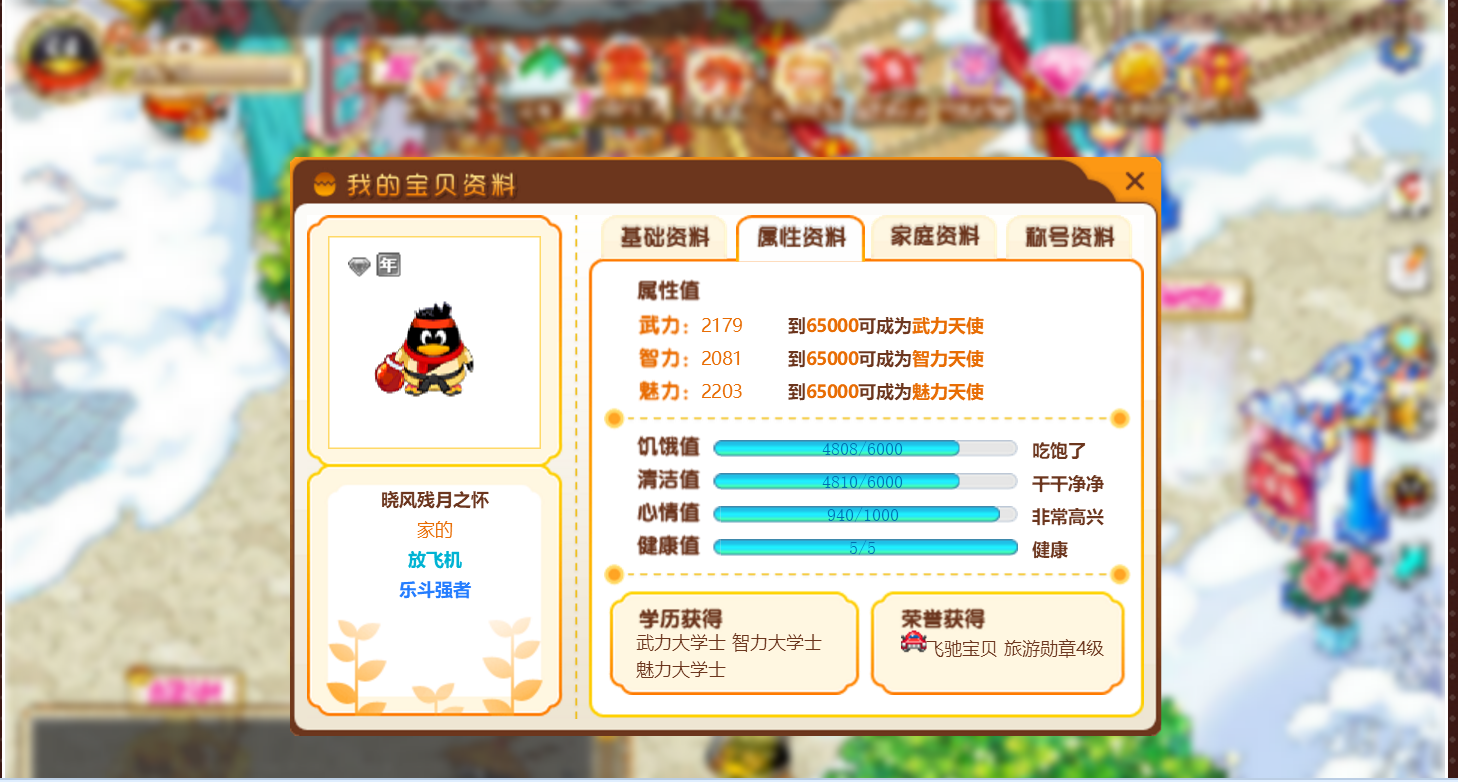 我的宝贝资料
年
基础资料 属性资料 家庭资料 称号资料
属性值
武力：2179 到65000可成为武力天使
智力：2081 到65000可成为智力天使
魅力：2203 到65000可成为魅力天使
饥饿值 4808/6000 吃饱了
清洁值 4810/6000 干干净净
心情值 940/1000 非常高兴
健康值 5/5 健康
晓风残月之怀
家的
放飞机
乐斗强者
学历获得
武力大学士 智力大学士
魅力大学士
荣誉获得
飞驰宝贝 旅游勋章4级